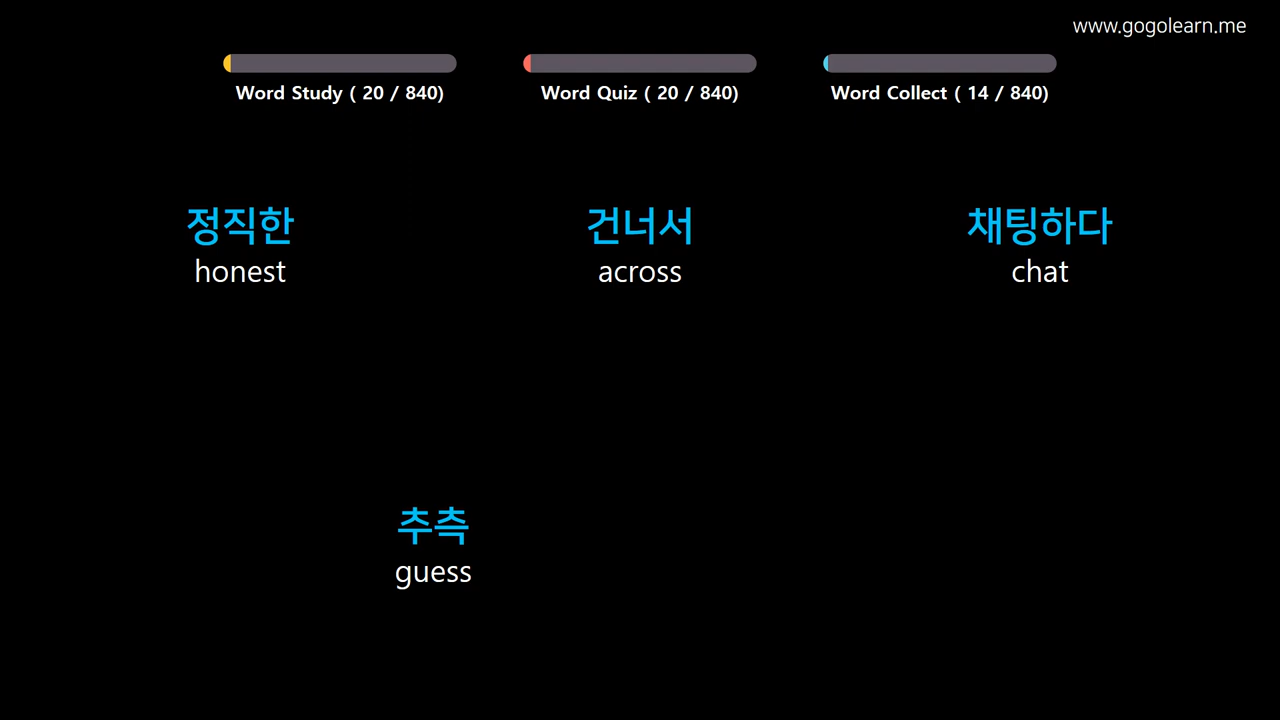 www.gogolearn.me
Word Study ( 20 / 840)
Word Quiz ( 20 / 840)
Word Collect ( 14 / 840)
정직한
honest
건너서
across
채팅하다
chat
추측
guess